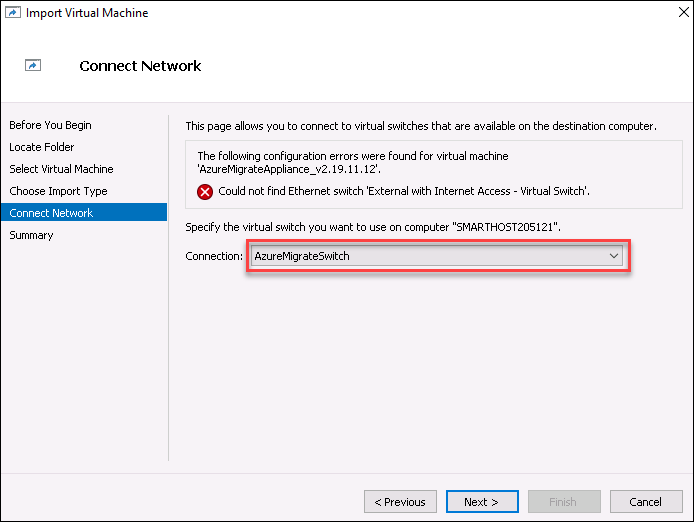 Import Virtual Machine
Connect Network
Before You Begin
Locate Folder
Select Virtual Machine
Choose Import Type
Connect Network
Summary
This page allows you to connect to virtual switches that are available on the destination computer.
The following configuration errors were found for virtual machine
'AzureMigrateAppliance_v2.19.11.12'.
Could not find Ethernet switch 'External with Internet Access - Virtual Switch'.
Specify the virtual switch you want to use on computer "SMARTHOST205121".
Connection: AzureMigrateSwitch
< Previous Next > Finish Cancel